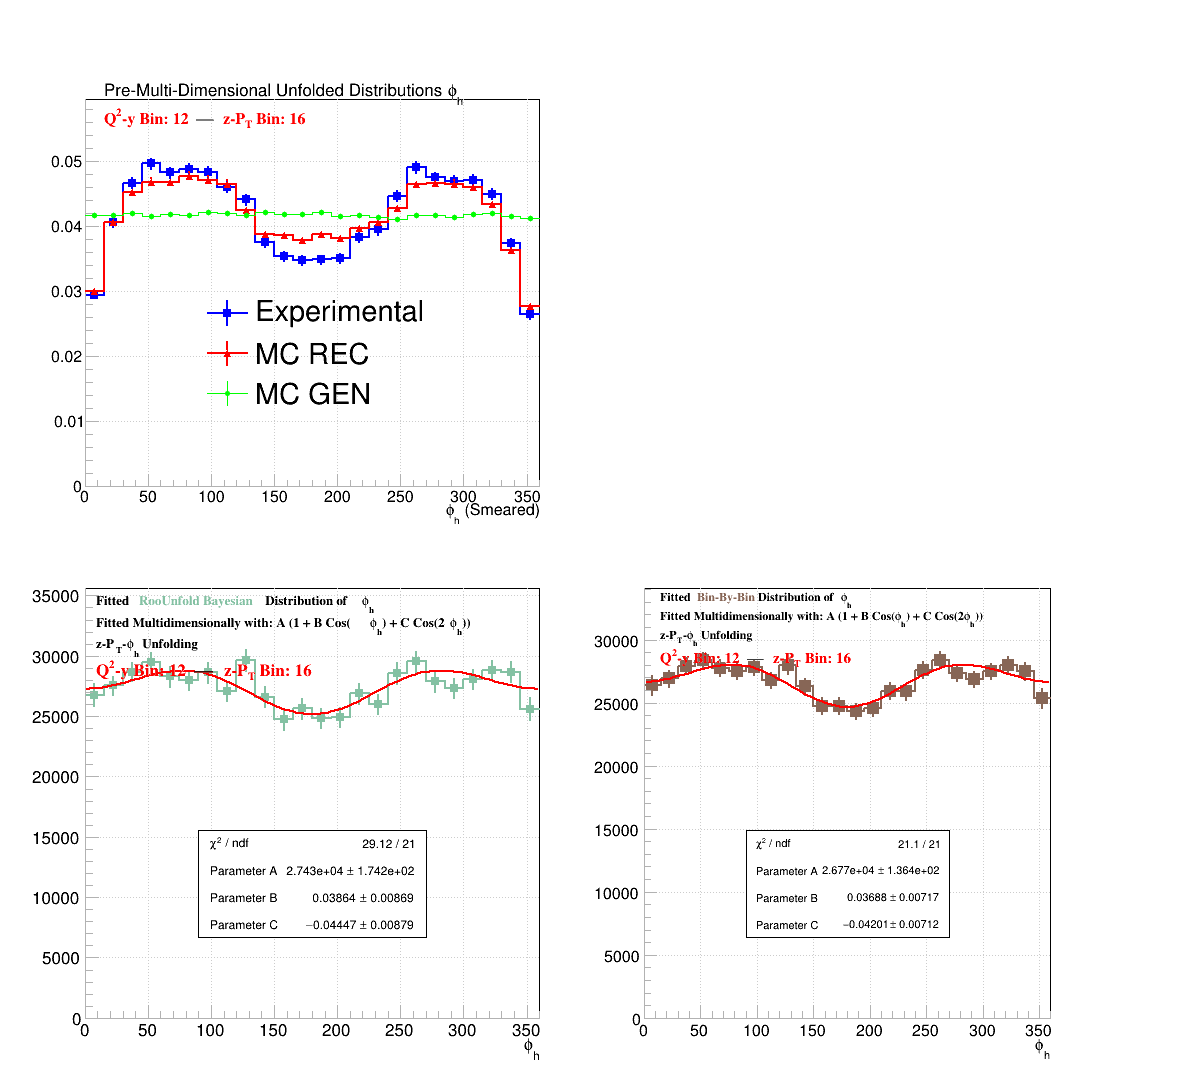 Pre-Multi-Dimensional Unfolded Distributions ϕh
Q2-y Bin: 12 — z-PT Bin: 16
0.05
0.04
0.03
0.02
0.01
0
Experimental
MC REC
MC GEN
0 50 100 150 200 250 300 350
ϕh (Smeared)
Fitted RooUnfold Bayesian Distribution of ϕh
Fitted Multidimensionally with: A (1 + B Cos( ϕh) + C Cos(2 ϕh))
z-PT-ϕh Unfolding
Q2-y Bin: 12 — z-PT Bin: 16
35000
30000
25000
20000
15000
10000
5000
0
χ2 / ndf 29.12 / 21
Parameter A 2.743e+04 ± 1.742e+02
Parameter B 0.03864 ± 0.00869
Parameter C −0.04447 ± 0.00879
0 50 100 150 200 250 300 350
ϕh
Fitted Bin-By-Bin Distribution of ϕh
Fitted Multidimensionally with: A (1 + B Cos(ϕh) + C Cos(2ϕh))
z-PT-ϕh Unfolding
Q2-y Bin: 12 — z-PT Bin: 16
30000
25000
20000
15000
10000
5000
0
χ2 / ndf 21.1 / 21
Parameter A 2.677e+04 ± 1.364e+02
Parameter B 0.03688 ± 0.00717
Parameter C −0.04201 ± 0.00712
0 50 100 150 200 250 300 350
ϕh